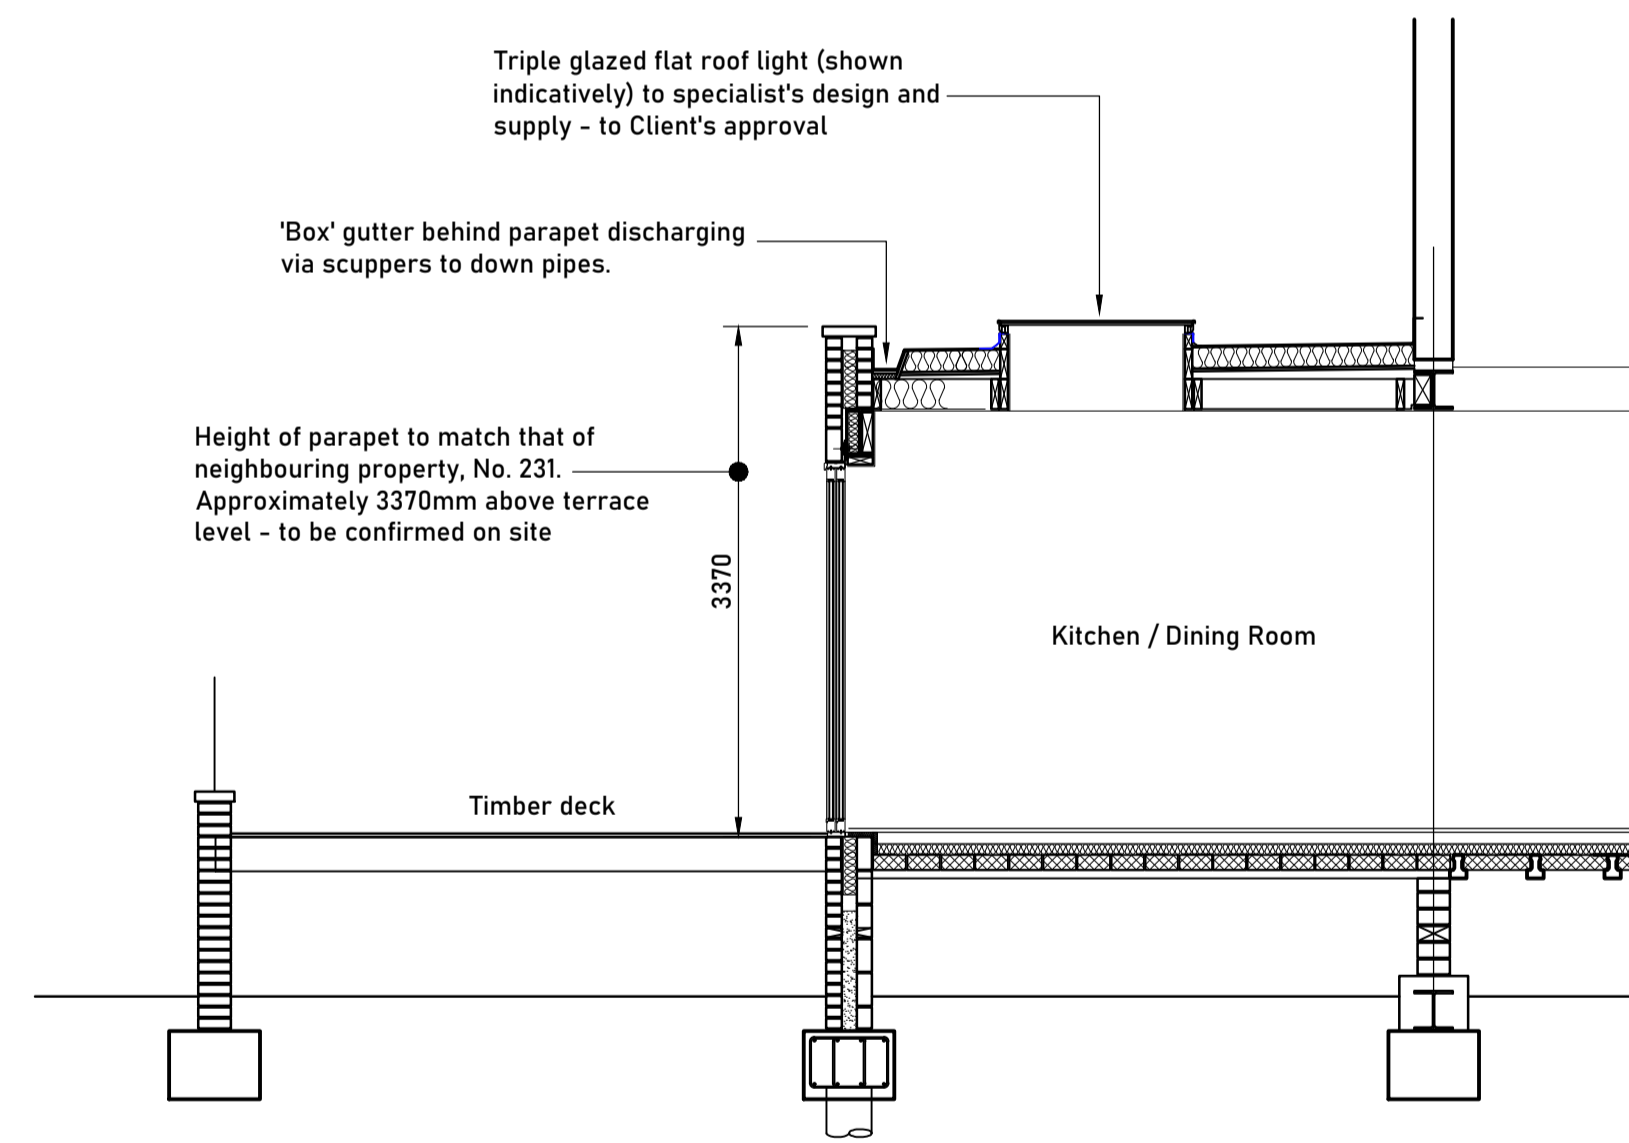 Triple glazed flat roof light (shown
indicatively) to specialist's design and
supply - to Client's approval
'Box' gutter behind parapet discharging
via scuppers to down pipes.
Height of parapet to match that of
neighbouring property, No. 231.
Approximately 3370mm above terrace
level - to be confirmed on site
3370
Kitchen / Dining Room
Timber deck